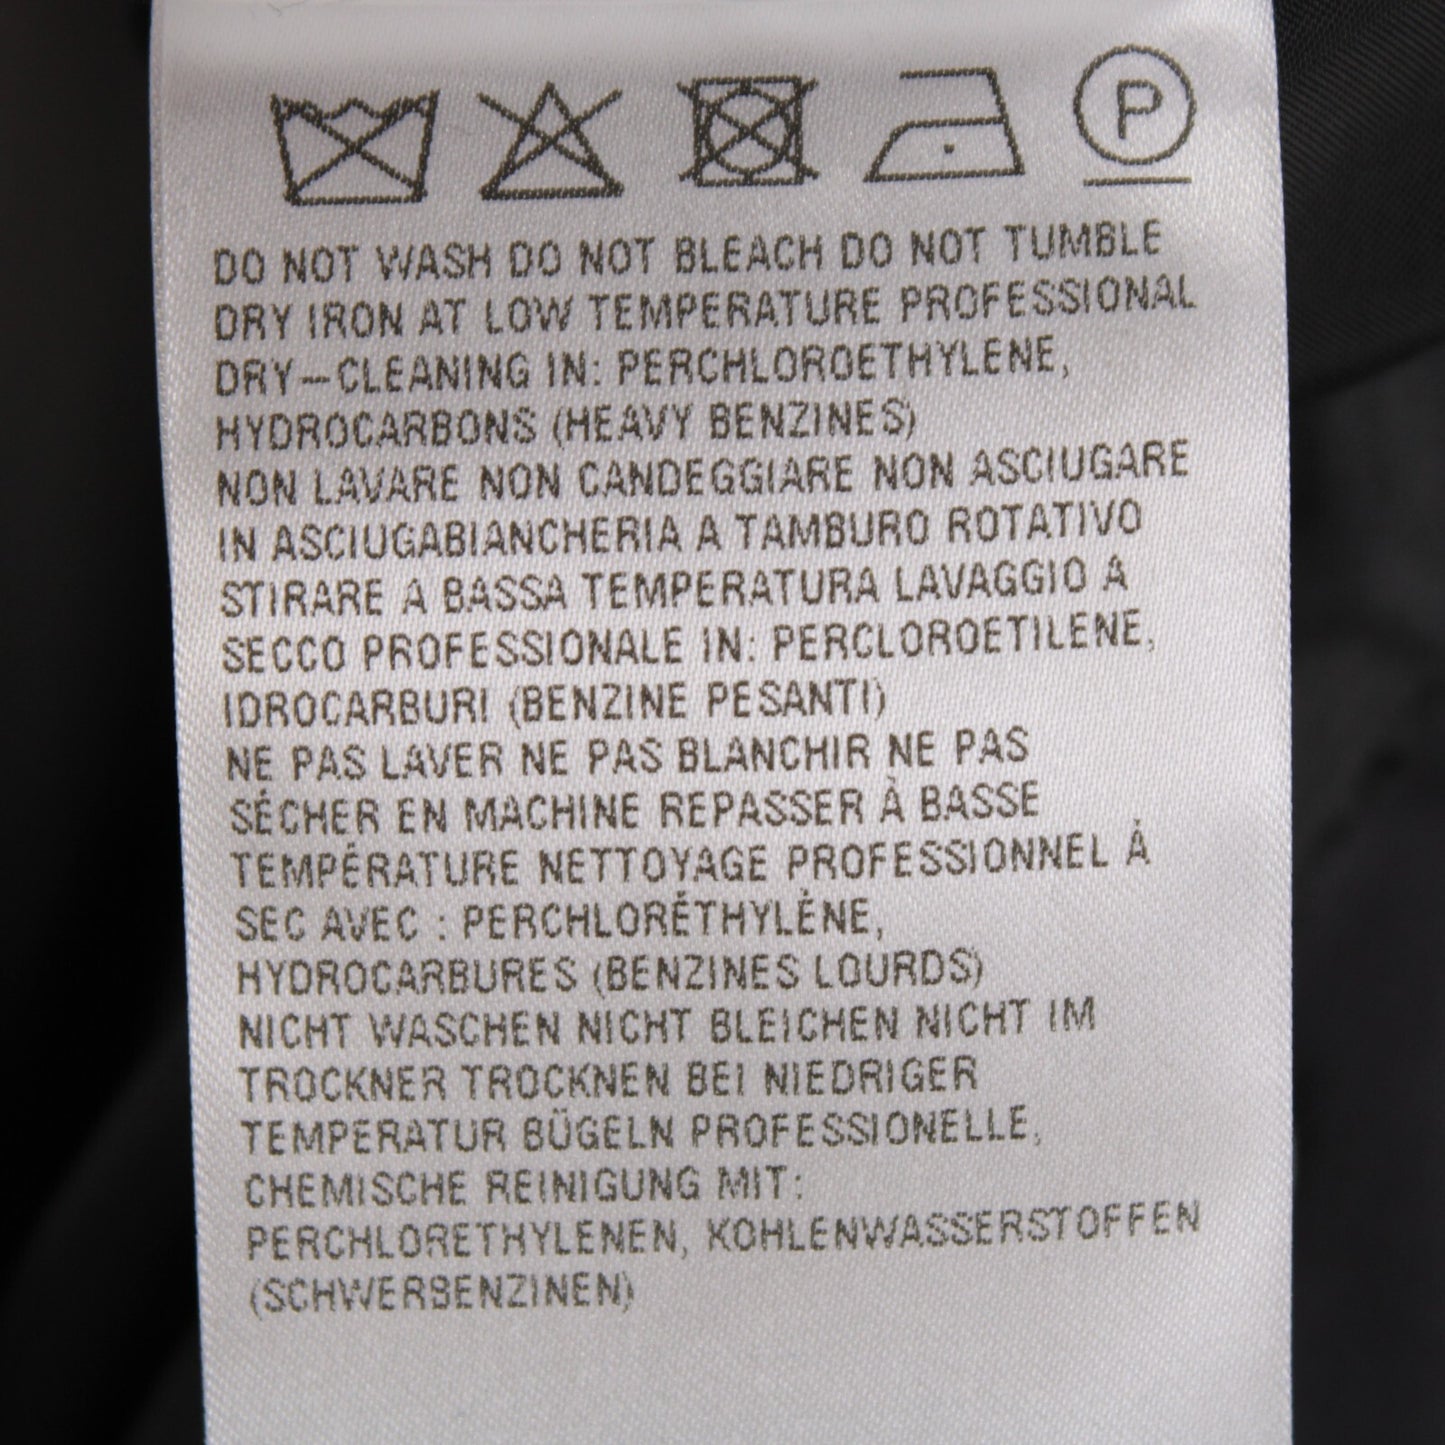 P
DO NOT WASH DO NOT BLEACH DO NOT TUMBLE
DRY IRON AT LOW TEMPERATURE PROFESSIONAL
DRY-CLEANING IN: PERCHLOROETHYLENE,
HYDROCARBONS (HEAVY BENZINES)
NON LAVARE NON CANDEGGIARE NON ASCIUGARE
IN ASCIUGABIANCHERIA A TAMBURO ROTATIVO
STIRARE A BASSA TEMPERATURA LAVAGGIO A
SECCO PROFESSIONALE IN: PERCLOROETILENE,
IDROCARBURI (BENZINE PESANTI)
NE PAS LAVER NE PAS BLANCHIR NE PAS
SÉCHER EN MACHINE REPASSER À BASSE
TEMPÉRATURE NETTOYAGE PROFESSIONNEL À
SEC AVEC : PERCHLORÉTHYLÈNE,
HYDROCARBURES (BENZINES LOURDS)
NICHT WASCHEN NICHT BLEICHEN NICHT IM
TROCKNER TROCKNEN BEI NIEDRIGER
TEMPERATUR BÜGELN PROFESSIONELLE,
CHEMISCHE REINIGUNG MIT:
PERCHLORETHYLENEN, KOHLENWASSERSTOFFEN
(SCHWERBENZINEN)